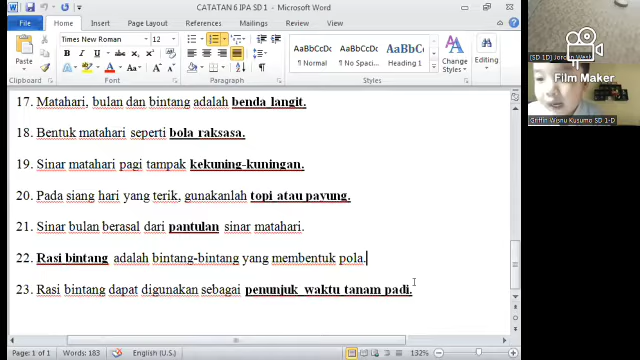 CATATAN 6 IPA SD 1 - Microsoft Word
File Home Insert Page Layout References Mailings Review View
Times New Roman 12
Paste
AaBbCcDc AaBbCcDc AaBbC
¶ Normal ¶ No Spaci... Heading 1
Change Styles Editing
Clipboard Font Paragraph Styles
[SD 1D]
Film Maker
Griffin Wonu Kusumo SD 1-D
17. Matahari, bulan dan bintang adalah benda langit.
18. Bentuk matahari seperti bola raksasa.
19. Sinar matahari pagi tampak kekuning-kuningan.
20. Pada siang hari yang terik, gunakanlah topi atau payung.
21. Sinar bulan berasal dari pantulan sinar matahari.
22. Rasi bintang adalah bintang-bintang yang membentuk pola.
23. Rasi bintang dapat digunakan sebagai penunjuk waktu tanam padi.
Page: 1 of 1 Words: 183 English (U.S.) 132%